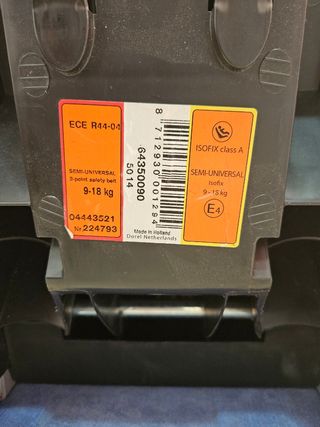 ECE R44-04
SEMI-UNIVERSAL
3-point safety belt
9-18 kg
04443521
Nr. 224793
8 712930 001294
64350090
5014
Made in Holland
Dorel Netherlands
ISOFIX class A
SEMI-UNIVERSAL
Isofix
9-15 kg
E4